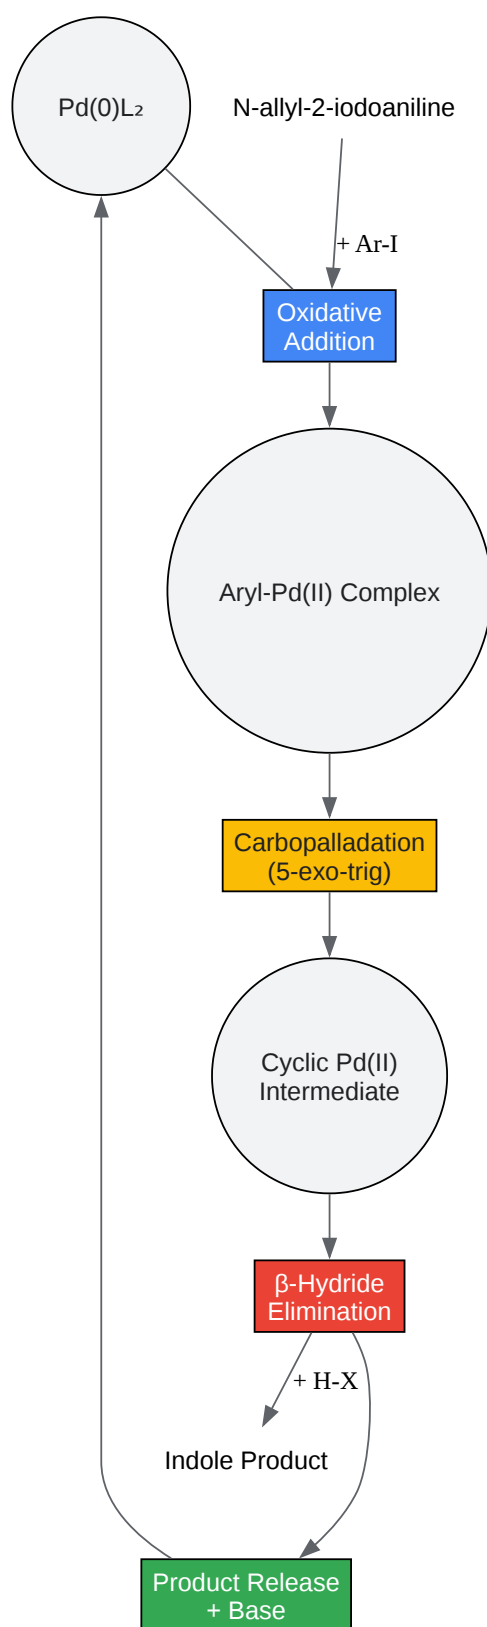 Pd(0)L₂
N-allyl-2-iodoaniline
+ Ar-I
Oxidative
Addition
Aryl-Pd(II) Complex
Carbopalladation
(5-exo-trig)
Cyclic Pd(II)
Intermediate
β-Hydride
Elimination
+ H-X
Indole Product
Product Release
+ Base